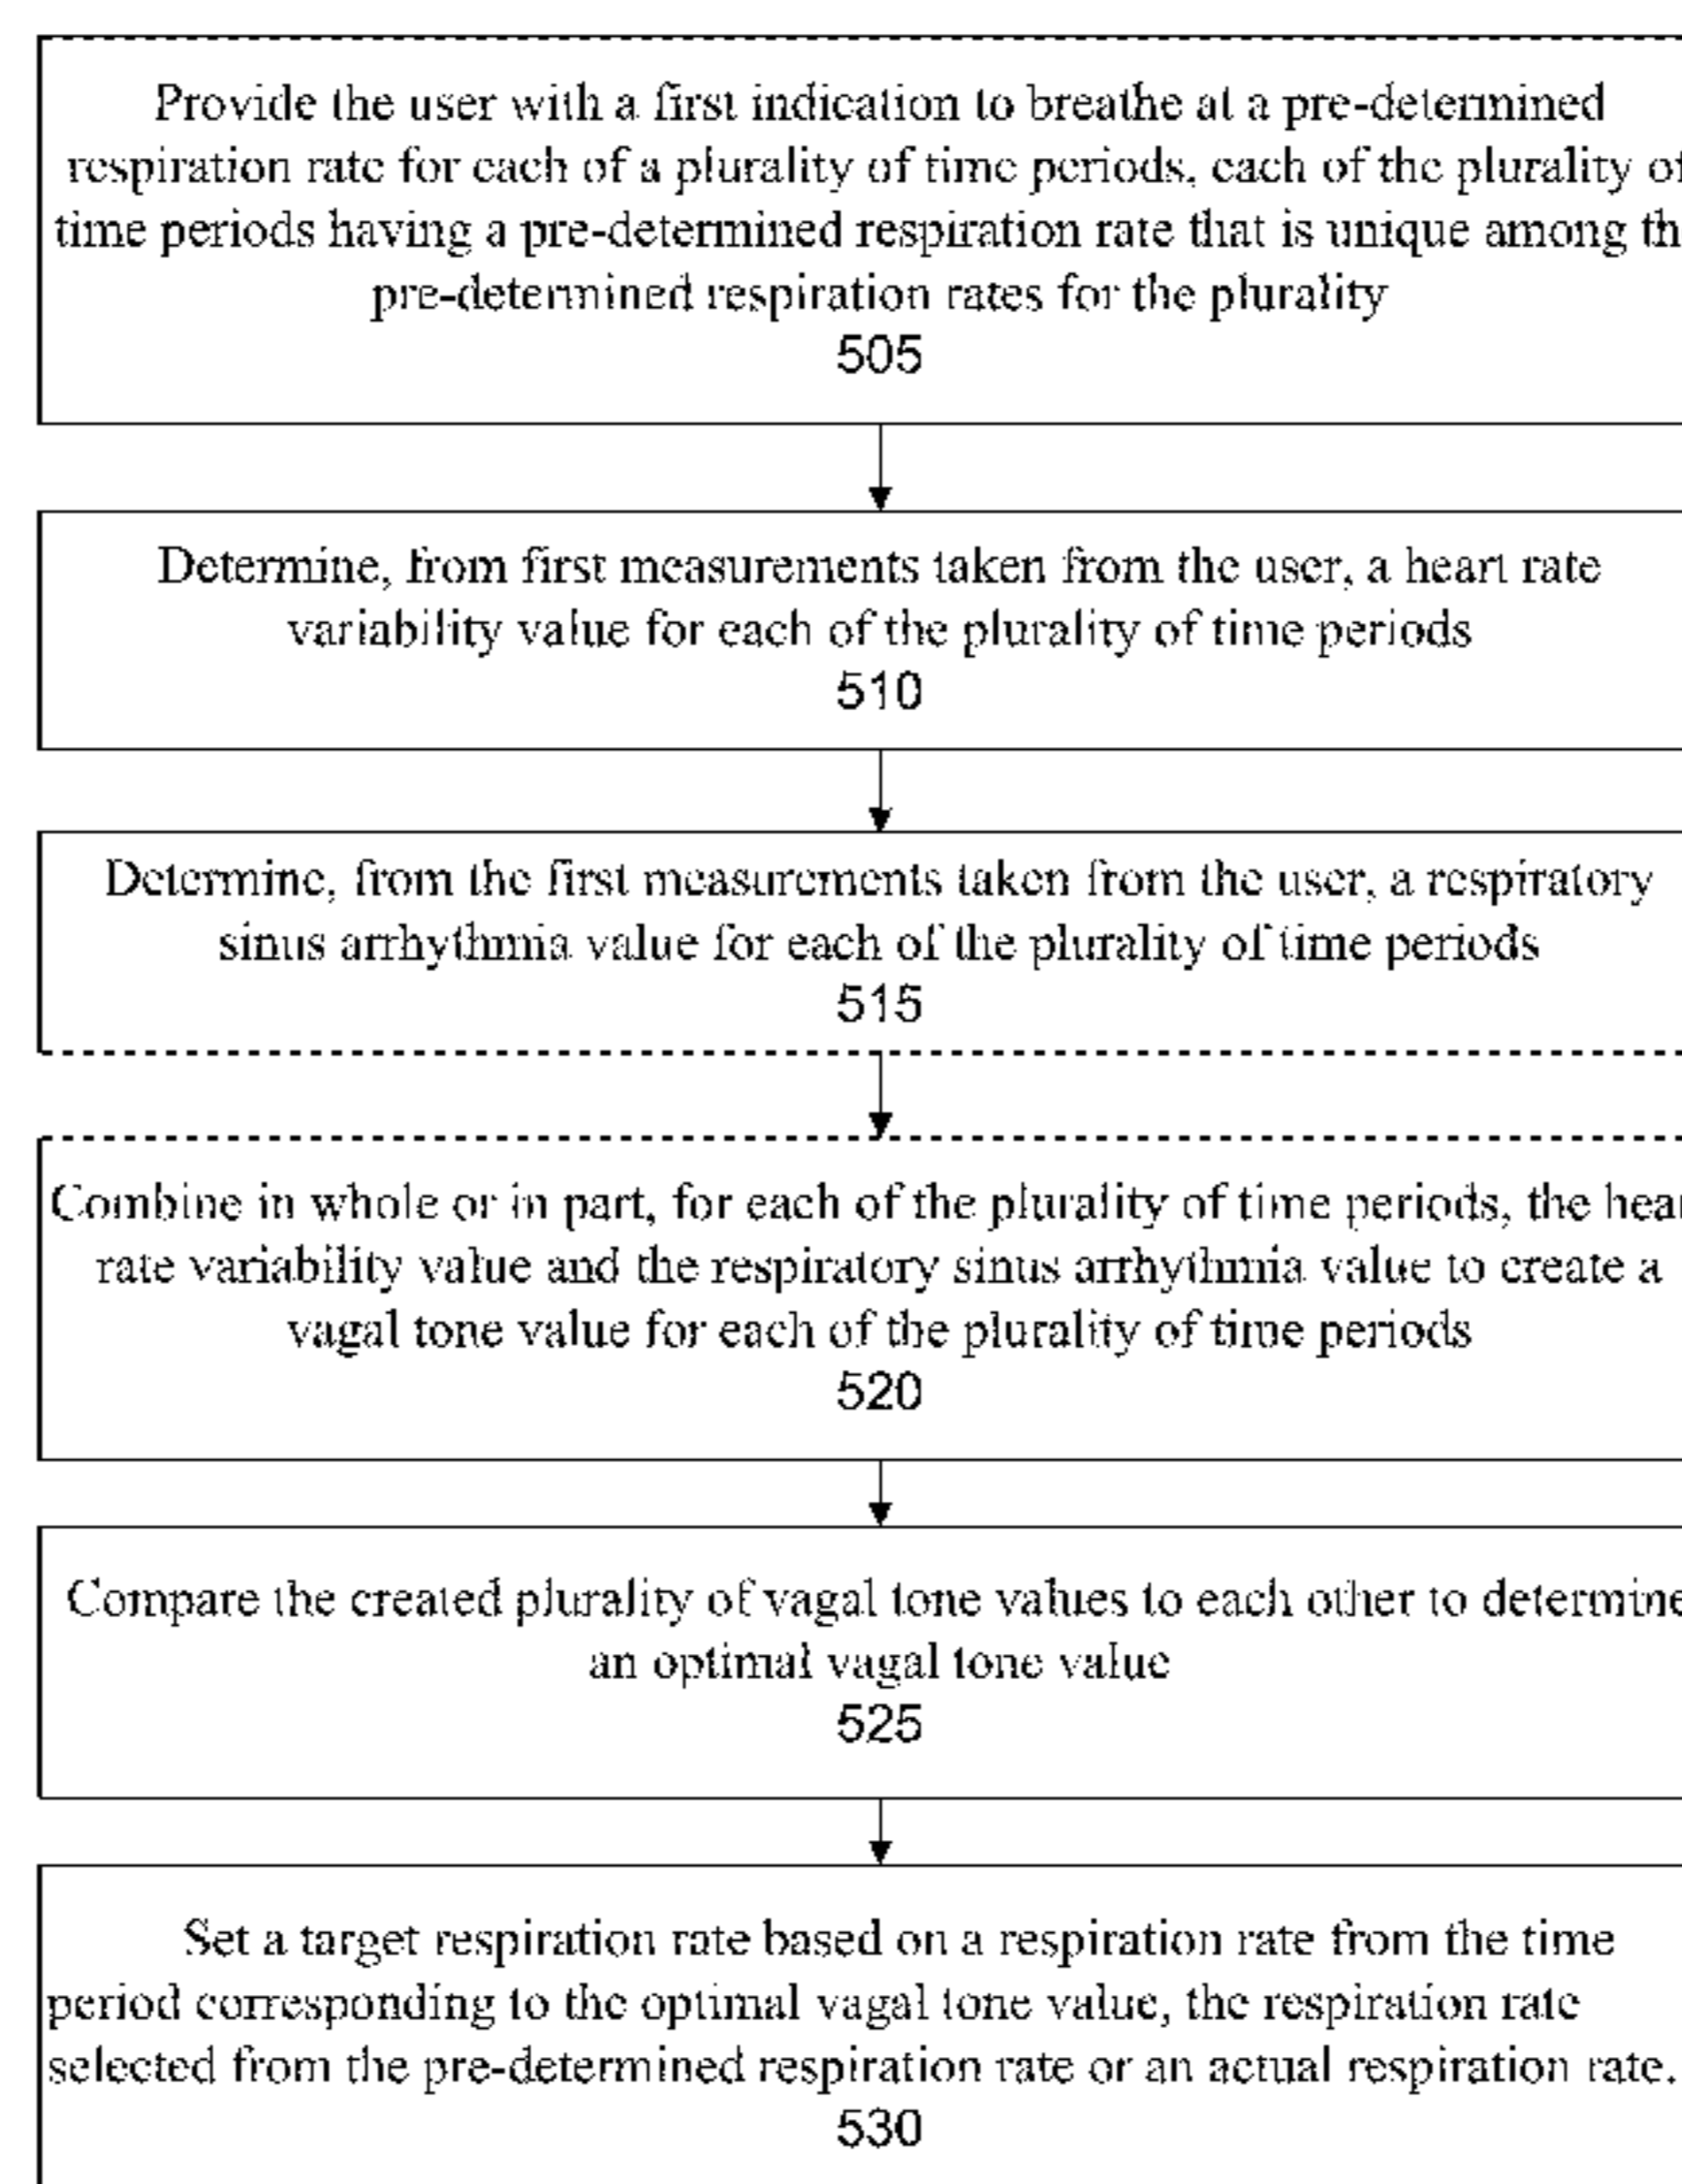 Provide the user with a first indication to breathe at a pre-determined
respiration rate for each of a plurality of time periods, each of the plurality of
time periods having a pre-determined respiration rate that is unique among th
pre-determined respiration rates for the plurality
505
Determine, from first measurements taken from the user, a heart rate
variability value for each of the plurality of time periods
510
Determine, from the first measurements taken from the user, a respiratory
sinus arrhythmia value for each of the plurality of time periods
515
Combine in whole or in part, for each of the plurality of time periods, the hear
rate variability value and the respiratory sinus arrhythmia value to create a
vagal tone value for each of the plurality of time periods
520
Compare the created plurality of vagal tone values to each other to determine
an optimal vagal tone value
525
Set a target respiration rate based on a respiration rate from the time
period corresponding to the optimal vagal tone value, the respiration rate
selected from the pre-determined respiration rate or an actual respiration rate.
530